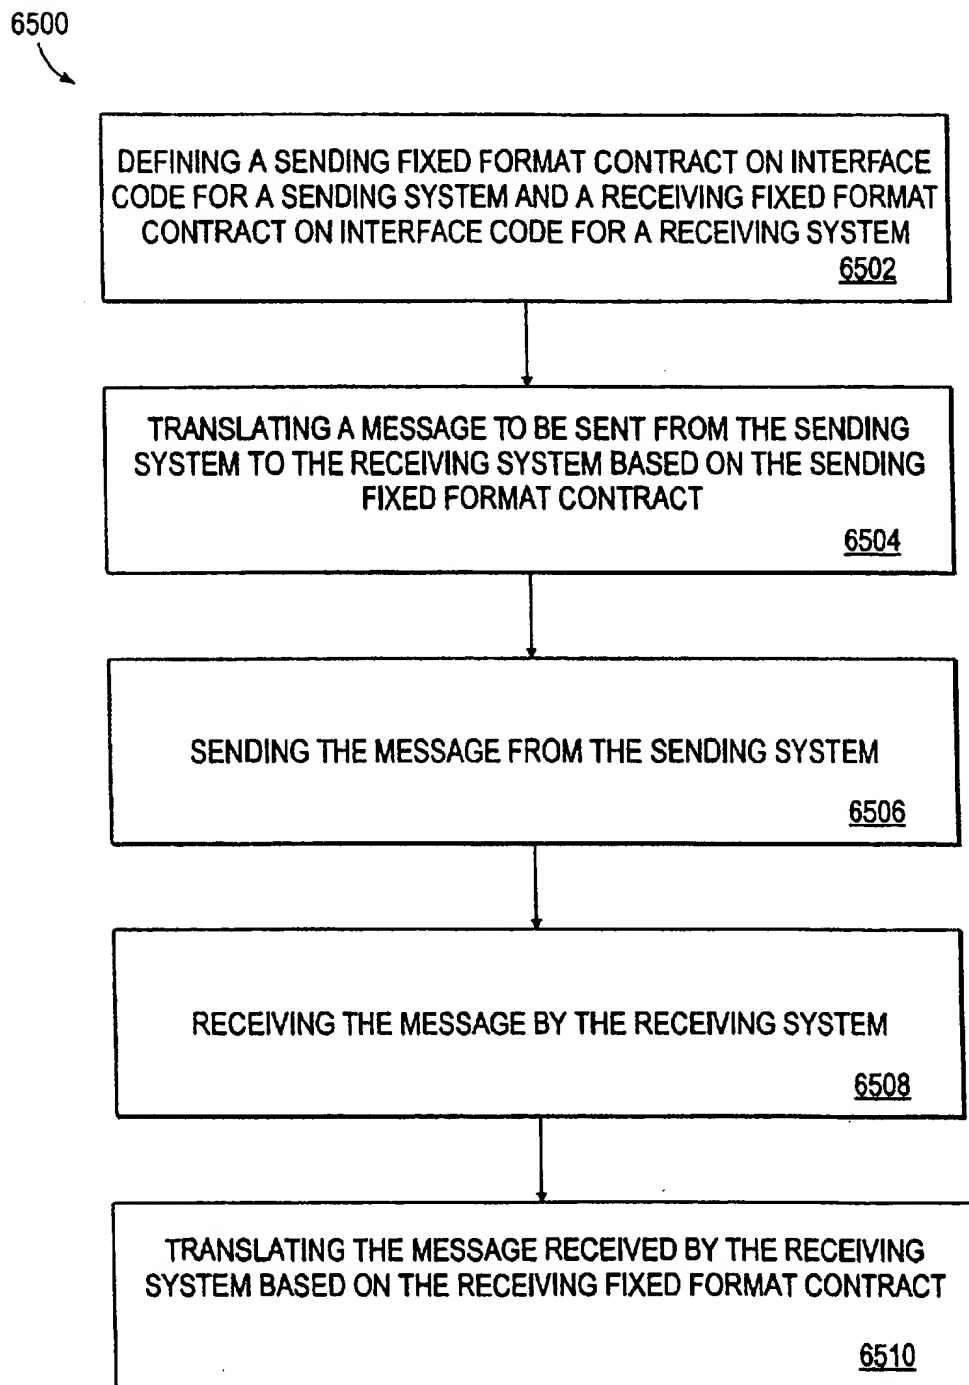 6500
DEFINING A SENDING FIXED FORMAT CONTRACT ON INTERFACE
CODE FOR A SENDING SYSTEM AND A RECEIVING FIXED FORMAT
CONTRACT ON INTERFACE CODE FOR A RECEIVING SYSTEM
6502
TRANSLATING A MESSAGE TO BE SENT FROM THE SENDING
SYSTEM TO THE RECEIVING SYSTEM BASED ON THE SENDING
FIXED FORMAT CONTRACT
6504
SENDING THE MESSAGE FROM THE SENDING SYSTEM
6506
RECEIVING THE MESSAGE BY THE RECEIVING SYSTEM
6508
TRANSLATING THE MESSAGE RECEIVED BY THE RECEIVING
SYSTEM BASED ON THE RECEIVING FIXED FORMAT CONTRACT
6510